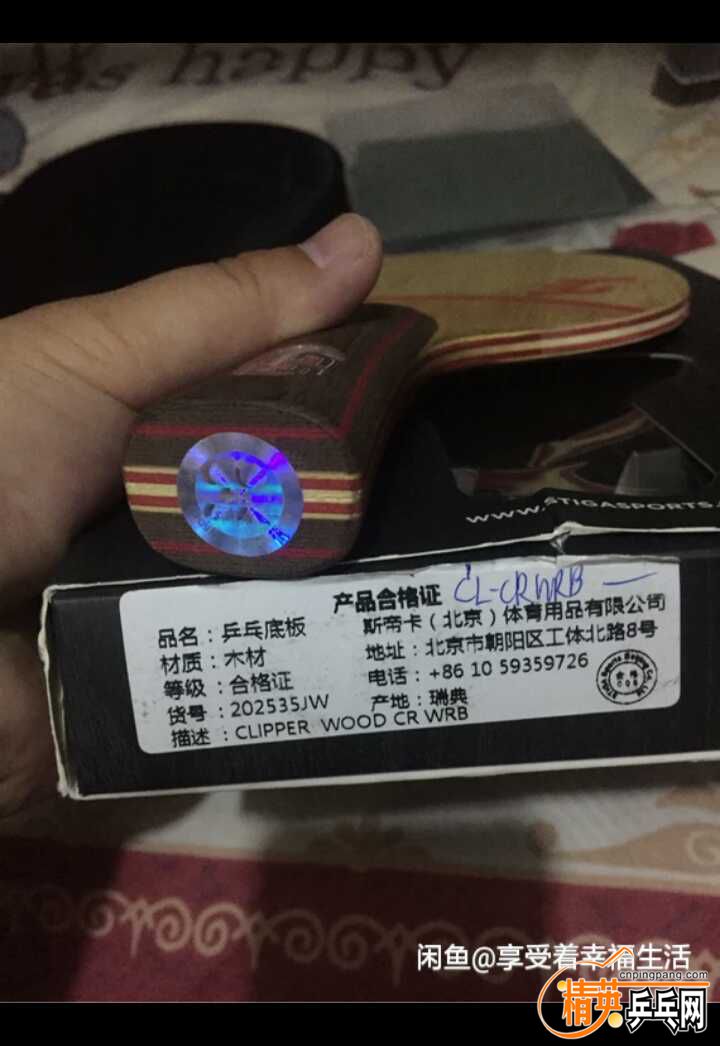 was happy
WWW.STIGASPORTS.
产品合格证 CL-CRWRB
品名：乒乓底板
材质：木材
等级：合格证
货号：202535JW
描述：CLIPPER WOOD CR WRB
斯帝卡（北京）体育用品有限公司
地址：北京市朝阳区工体北路8号
电话：+86 10 59359726
产地：瑞典
闲鱼@享受着幸福生活
cnpingpang.com
精英乒乓网